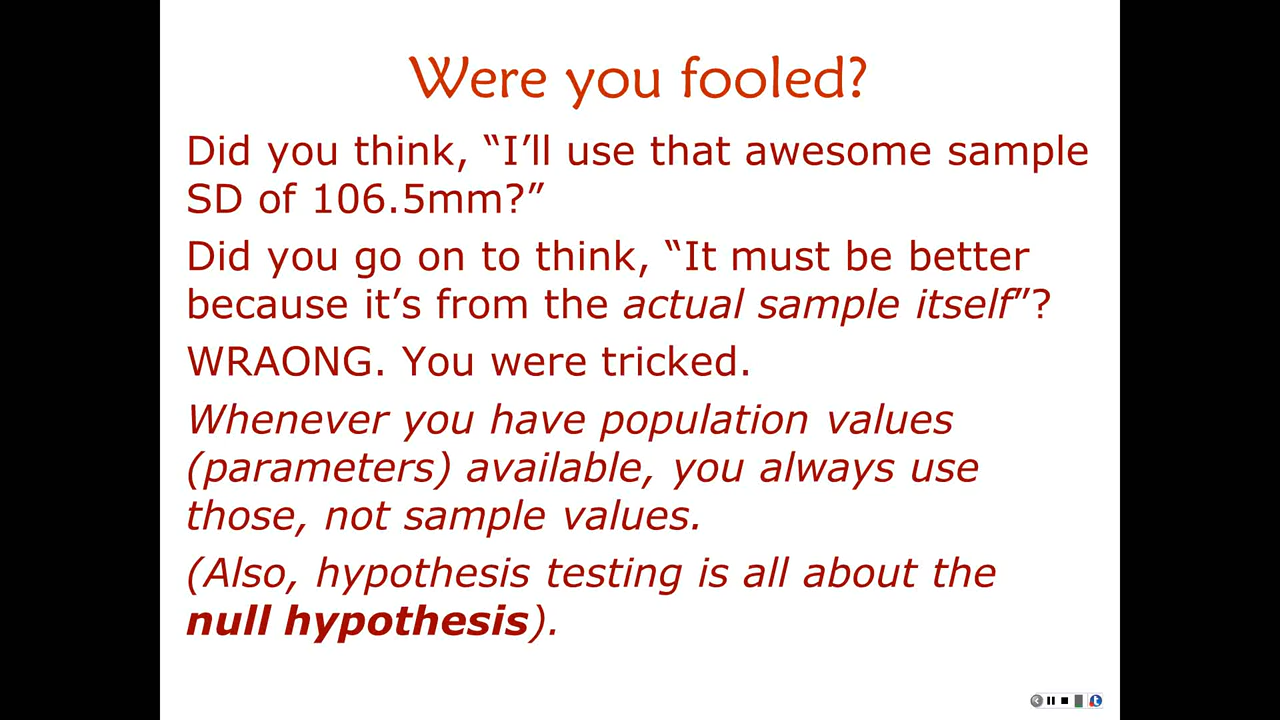 Were you fooled?
Did you think, “I’ll use that awesome sample
SD of 106.5mm?”
Did you go on to think, “It must be better
because it’s from the actual sample itself”?
WRAONG. You were tricked.
Whenever you have population values
(parameters) available, you always use
those, not sample values.
(Also, hypothesis testing is all about the
null hypothesis).